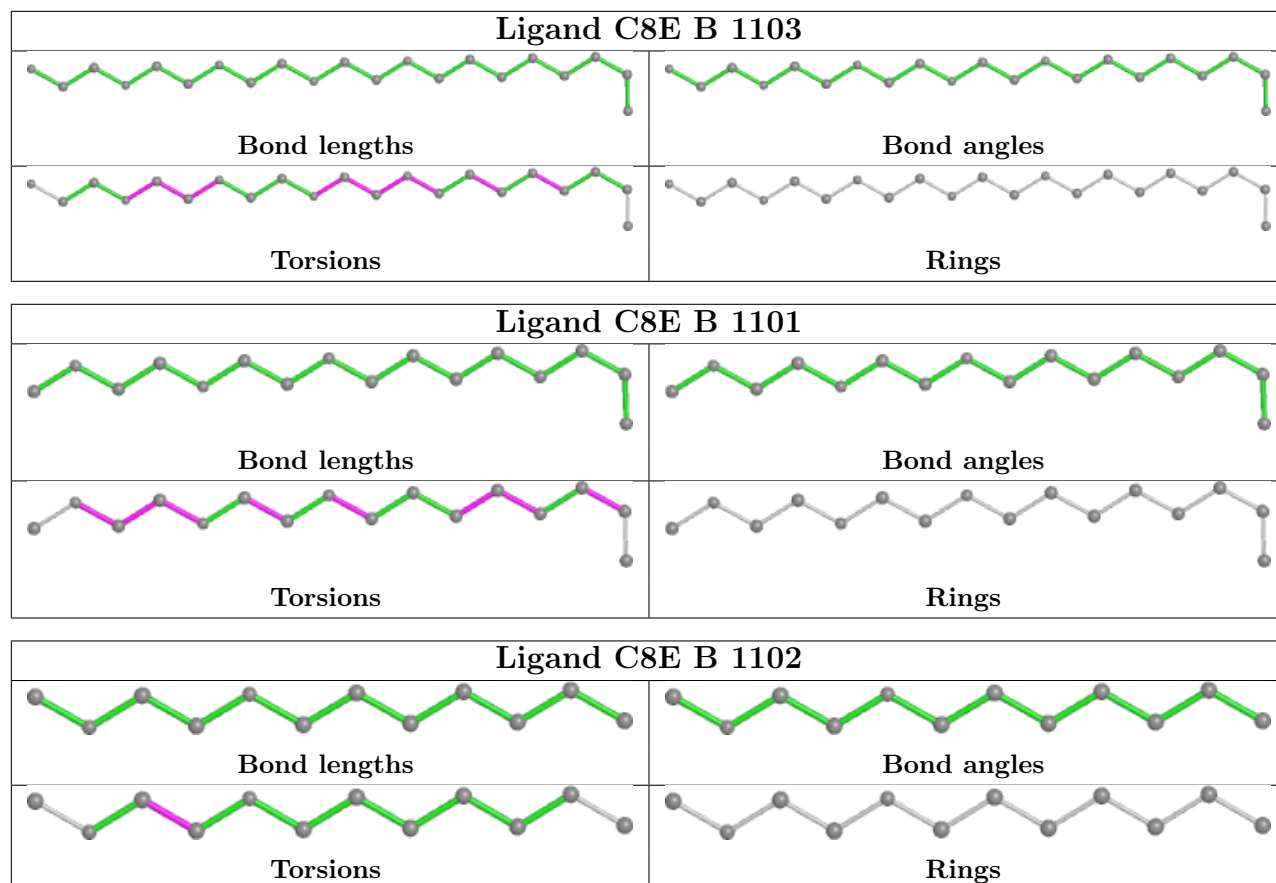 Ligand C8E B 1103
Bond lengths Bond angles
Torsions Rings
Ligand C8E B 1101
Bond lengths Bond angles
Torsions Rings
Ligand C8E B 1102
Bond lengths Bond angles
Torsions Rings